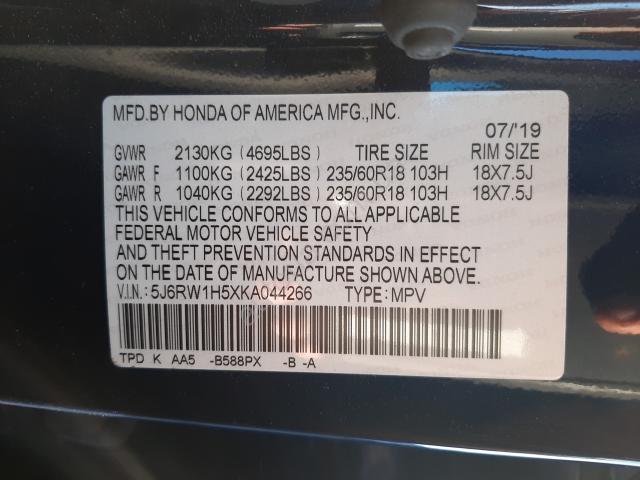 MFD.BY HONDA OF AMERICA MFG.,INC.
07/'19
GVWR 2130KG (4695LBS) TIRE SIZE RIM SIZE
GAWR F 1100KG (2425LBS) 235/60R18 103H 18X7.5J
GAWR R 1040KG (2292LBS) 235/60R18 103H 18X7.5J
THIS VEHICLE CONFORMS TO ALL APPLICABLE
FEDERAL MOTOR VEHICLE SAFETY
AND THEFT PREVENTION STANDARDS IN EFFECT
ON THE DATE OF MANUFACTURE SHOWN ABOVE.
V.I.N.: 5J6RW1H5XKA044266 TYPE: MPV
TPD K AA5 -B588PX -B -A